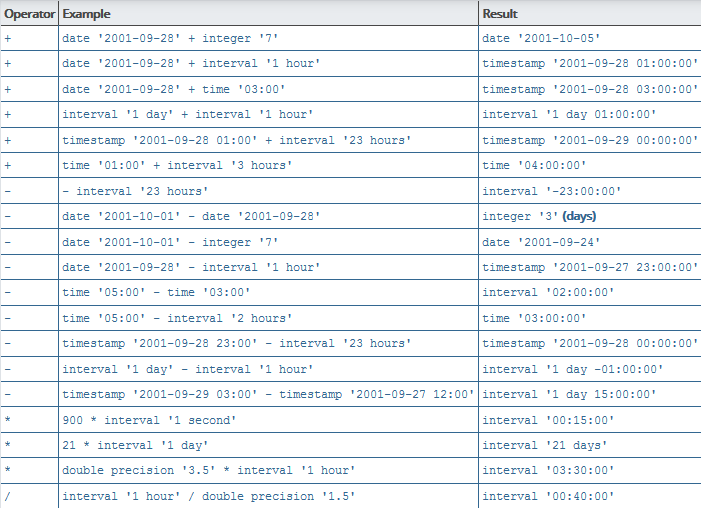 Operator Example Result
+ date '2001-09-28' + integer '7' date '2001-10-05'
+ date '2001-09-28' + interval '1 hour' timestamp '2001-09-28 01:00:00'
+ date '2001-09-28' + time '03:00' timestamp '2001-09-28 03:00:00'
+ interval '1 day' + interval '1 hour' interval '1 day 01:00:00'
+ timestamp '2001-09-28 01:00' + interval '23 hours' timestamp '2001-09-29 00:00:00'
+ time '01:00' + interval '3 hours' time '04:00:00'
- - interval '23 hours' interval '-23:00:00'
- date '2001-10-01' - date '2001-09-28' integer '3' (days)
- date '2001-10-01' - integer '7' date '2001-09-24'
- date '2001-09-28' - interval '1 hour' timestamp '2001-09-27 23:00:00'
- time '05:00' - time '03:00' interval '02:00:00'
- time '05:00' - interval '2 hours' time '03:00:00'
- timestamp '2001-09-28 23:00' - interval '23 hours' timestamp '2001-09-28 00:00:00'
- interval '1 day' - interval '1 hour' interval '1 day -01:00:00'
- timestamp '2001-09-29 03:00' - timestamp '2001-09-27 12:00' interval '1 day 15:00:00'
* 900 * interval '1 second' interval '00:15:00'
* 21 * interval '1 day' interval '21 days'
* double precision '3.5' * interval '1 hour' interval '03:30:00'
/ interval '1 hour' / double precision '1.5' interval '00:40:00'